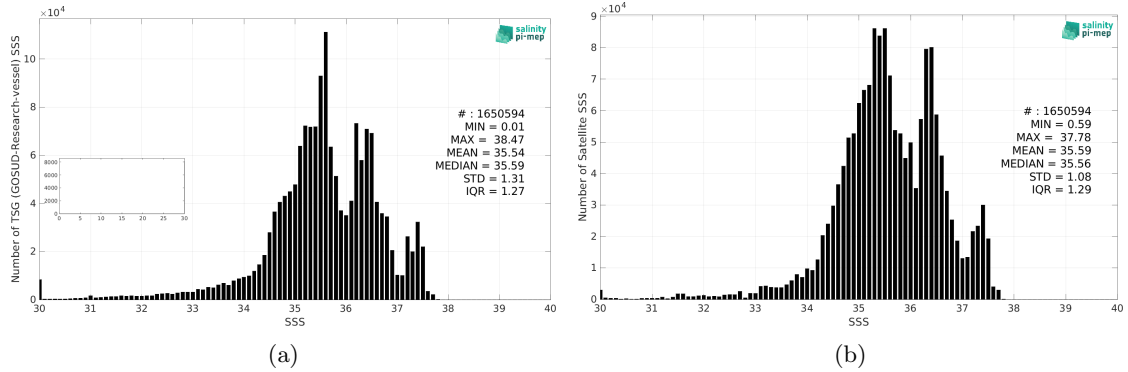 ×10^4
Number of TSG (GOSUD-Research-vessel) SSS
10
8
6
4
2
0
30 31 32 33 34 35 36 37 38 39 40
SSS
salinity
pi-mep
# : 1650594
MIN = 0.01
MAX = 38.47
MEAN = 35.54
MEDIAN = 35.59
STD = 1.31
IQR = 1.27
8000
6000
4000
2000
0
0 5 10 15 20 25 30
(a)
×10^4
Number of Satellite SSS
9
8
7
6
5
4
3
2
1
0
30 31 32 33 34 35 36 37 38 39 40
SSS
salinity
pi-mep
# : 1650594
MIN = 0.59
MAX = 37.78
MEAN = 35.59
MEDIAN = 35.56
STD = 1.08
IQR = 1.29
(b)